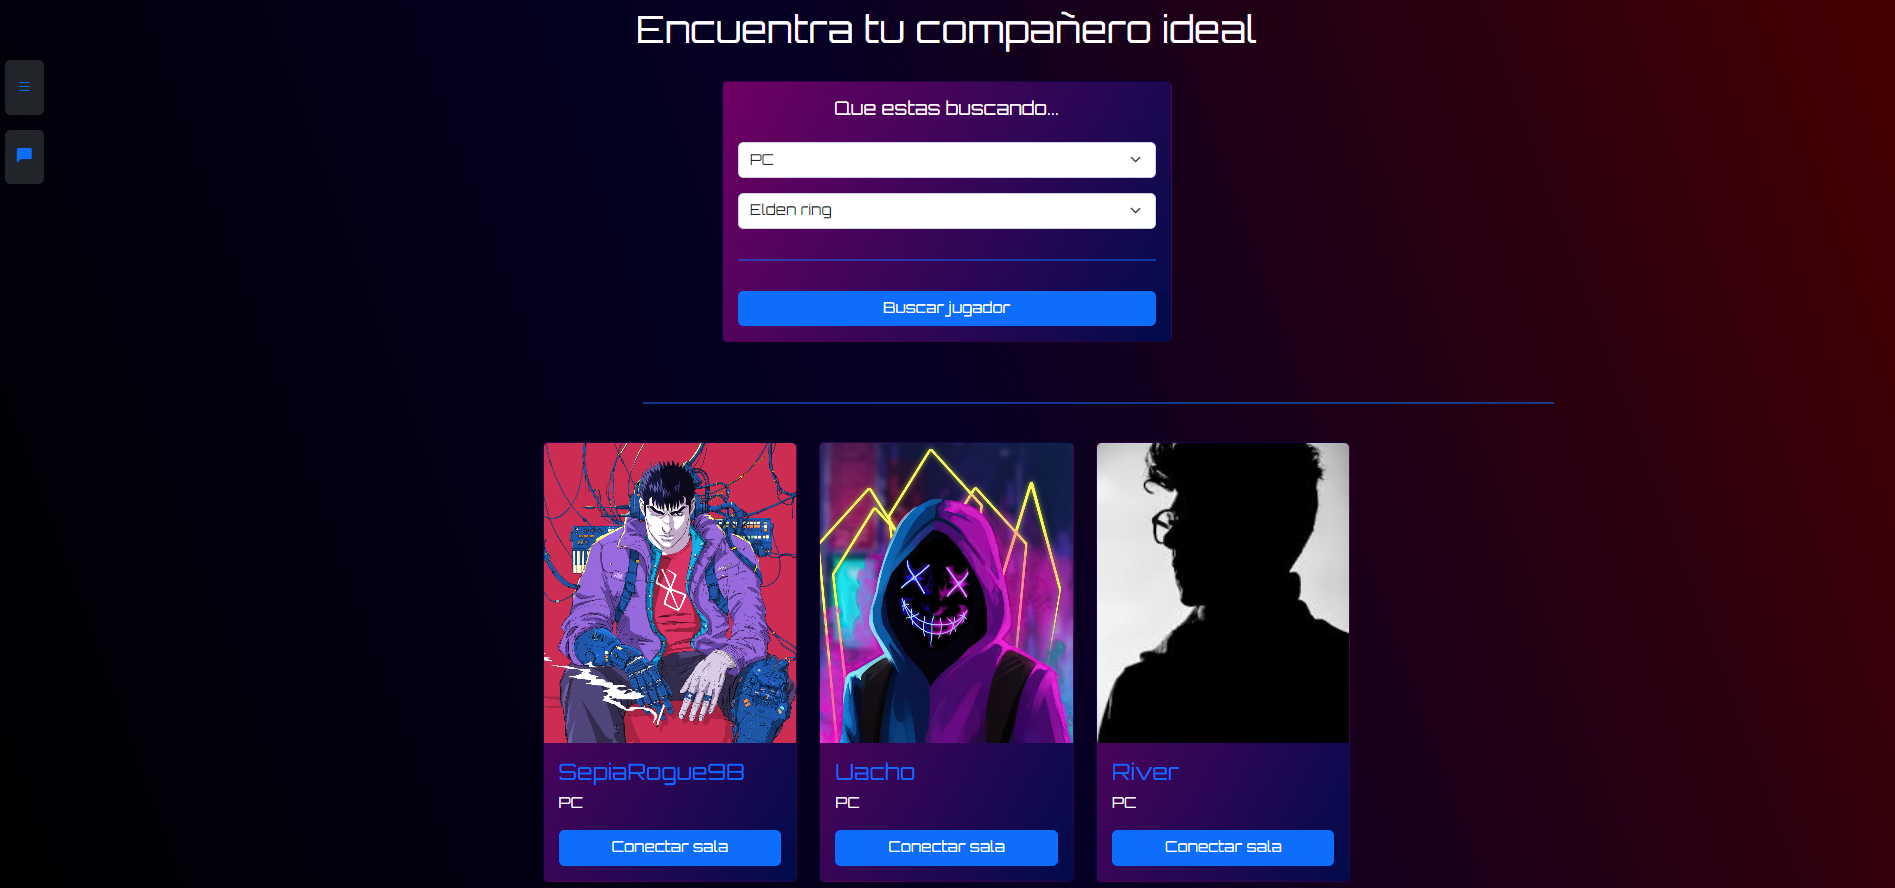 Encuentra tu compañero ideal
Que estas buscando...
PC
Elden ring
Buscar jugador
SepiaRogue98
PC
Conectar sala
Uacho
PC
Conectar sala
River
PC
Conectar sala